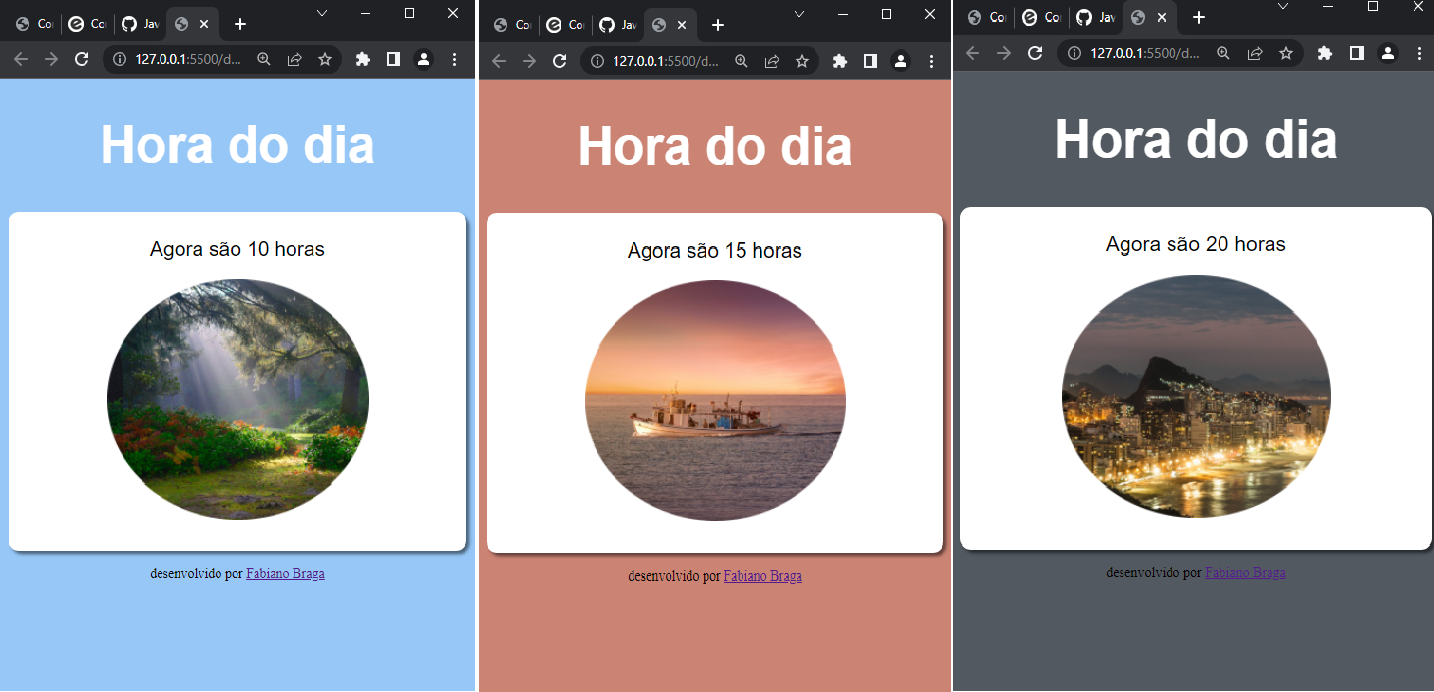 Co
Co
Jav
127.0.0.1:5500/d...
Hora do dia
Agora são 10 horas
desenvolvido por Fabiano Braga
Co
Co
Jav
127.0.0.1:5500/d...
Hora do dia
Agora são 15 horas
desenvolvido por Fabiano Braga
Co
Co
Jav
127.0.0.1:5500/d...
Hora do dia
Agora são 20 horas
desenvolvido por Fabiano Braga